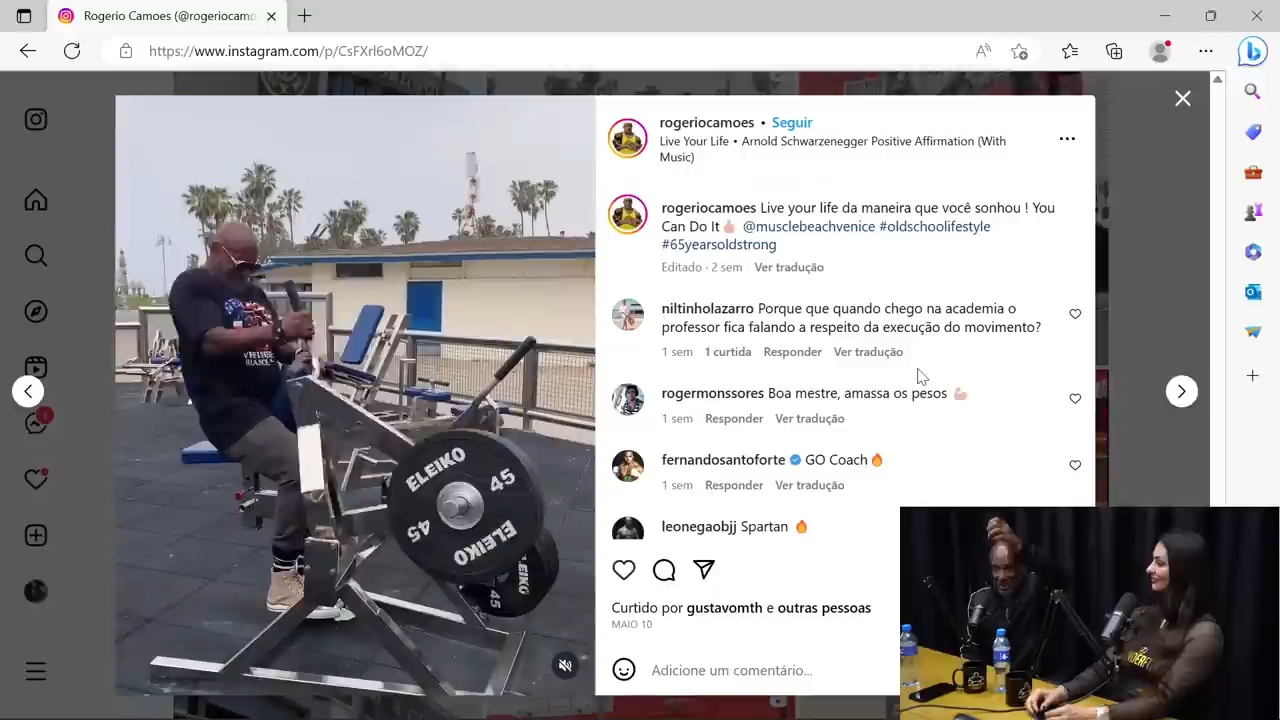 Rogerio Camoes (@rogeriocamo
https://www.instagram.com/p/CsFXrl6oMOZ/
rogeriocamoes • Seguir
Live Your Life • Arnold Schwarzenegger Positive Affirmation (With
Music)
rogeriocamoes Live your life da maneira que você sonhou ! You
Can Do It👍🏻 @musclebeachvenice #oldschoolifestyle
#65yearsoldstrong
Editado · 2 sem Ver tradução
niltinholazarro Porque que quando chego na academia o
professor fica falando a respeito da execução do movimento?
1 sem 1 curtida Responder Ver tradução
rogermonssores Boa mestre, amassa os pesos 💪🏻
1 sem Responder Ver tradução
fernandosantoforte GO Coach🔥
1 sem Responder Ver tradução
leonegaobjj Spartan 🔥
Curtido por gustavomth e outras pessoas
MAIO 10
Adicione um comentário...
ELEIKO
45
45
ELEIKO
ELEIKO
45
1